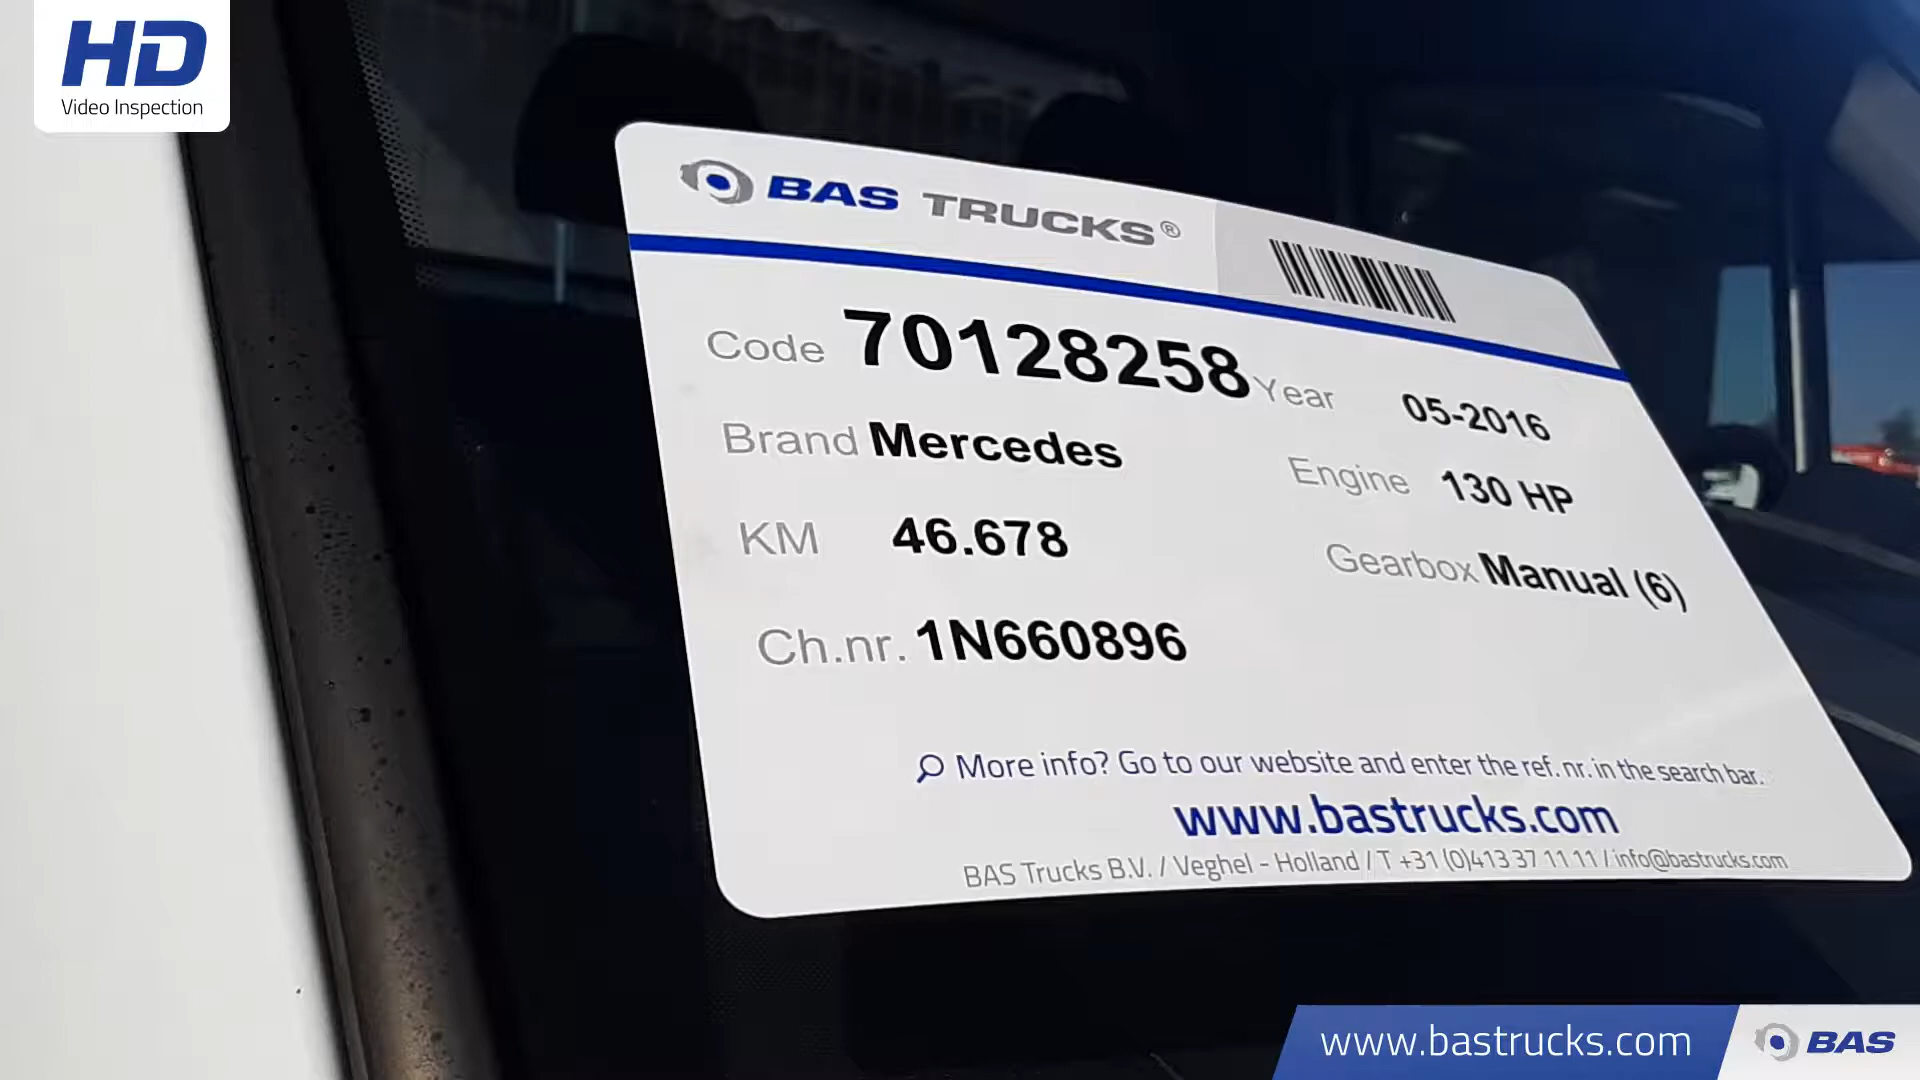 HD
Video Inspection
BAS TRUCKS®
Code 70128258 Year 05-2016
Brand Mercedes Engine 130 HP
KM 46.678 Gearbox Manual (6)
Ch.nr. 1N660896
More info? Go to our website and enter the ref. nr. in the search bar.
www.bastrucks.com
BAS Trucks B.V. / Veghel - Holland / T +31 (0)413 37 11 11 / info@bastrucks.com
www.bastrucks.com BAS